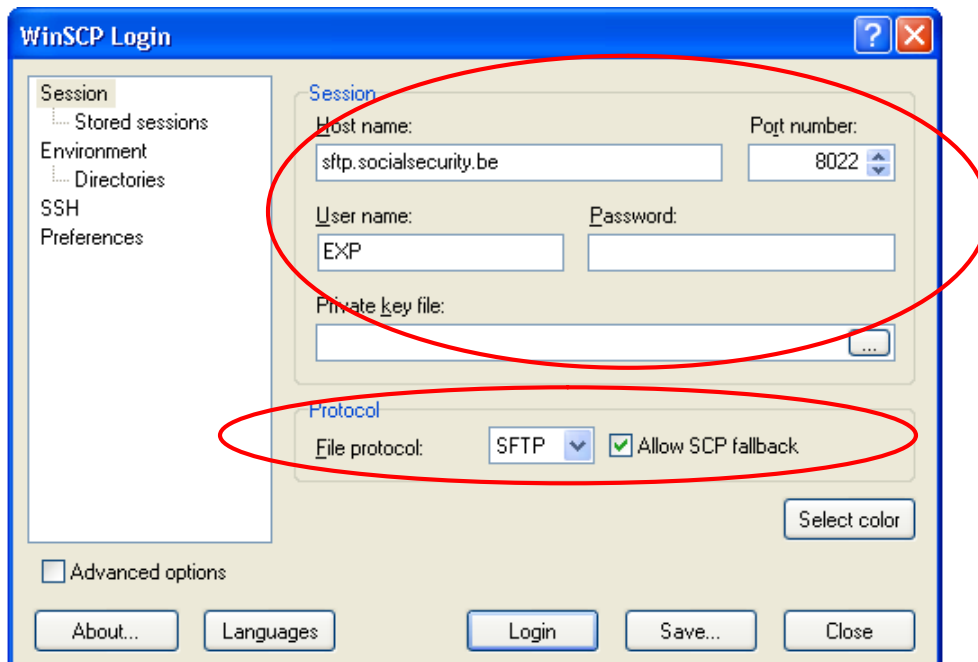 WinSCP Login
Session
Stored sessions
Environment
Directories
SSH
Preferences
Session
Host name:
Port number:
sftp.socialsecurity.be
8022
User name:
Password:
EXP
Private key file:
...
Protocol
File protocol:
SFTP
Allow SCP fallback
Select color
Advanced options
About...
Languages
Login
Save...
Close